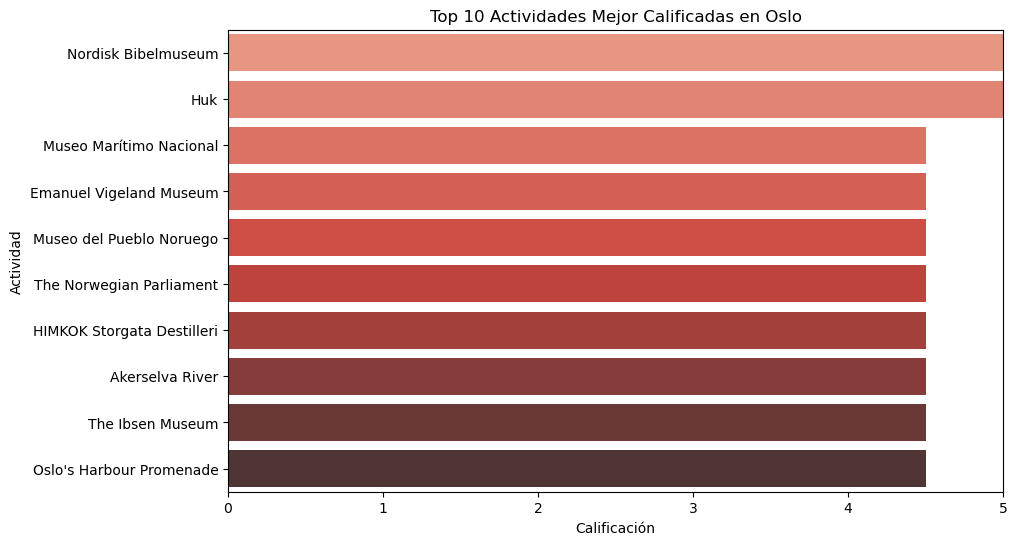 Top 10 Actividades Mejor Calificadas en Oslo
Actividad
Nordisk Bibelmuseum
Huk
Museo Marítimo Nacional
Emanuel Vigeland Museum
Museo del Pueblo Noruego
The Norwegian Parliament
HIMKOK Storgata Destilleri
Akerselva River
The Ibsen Museum
Oslo's Harbour Promenade
0 1 2 3 4 5
Calificación